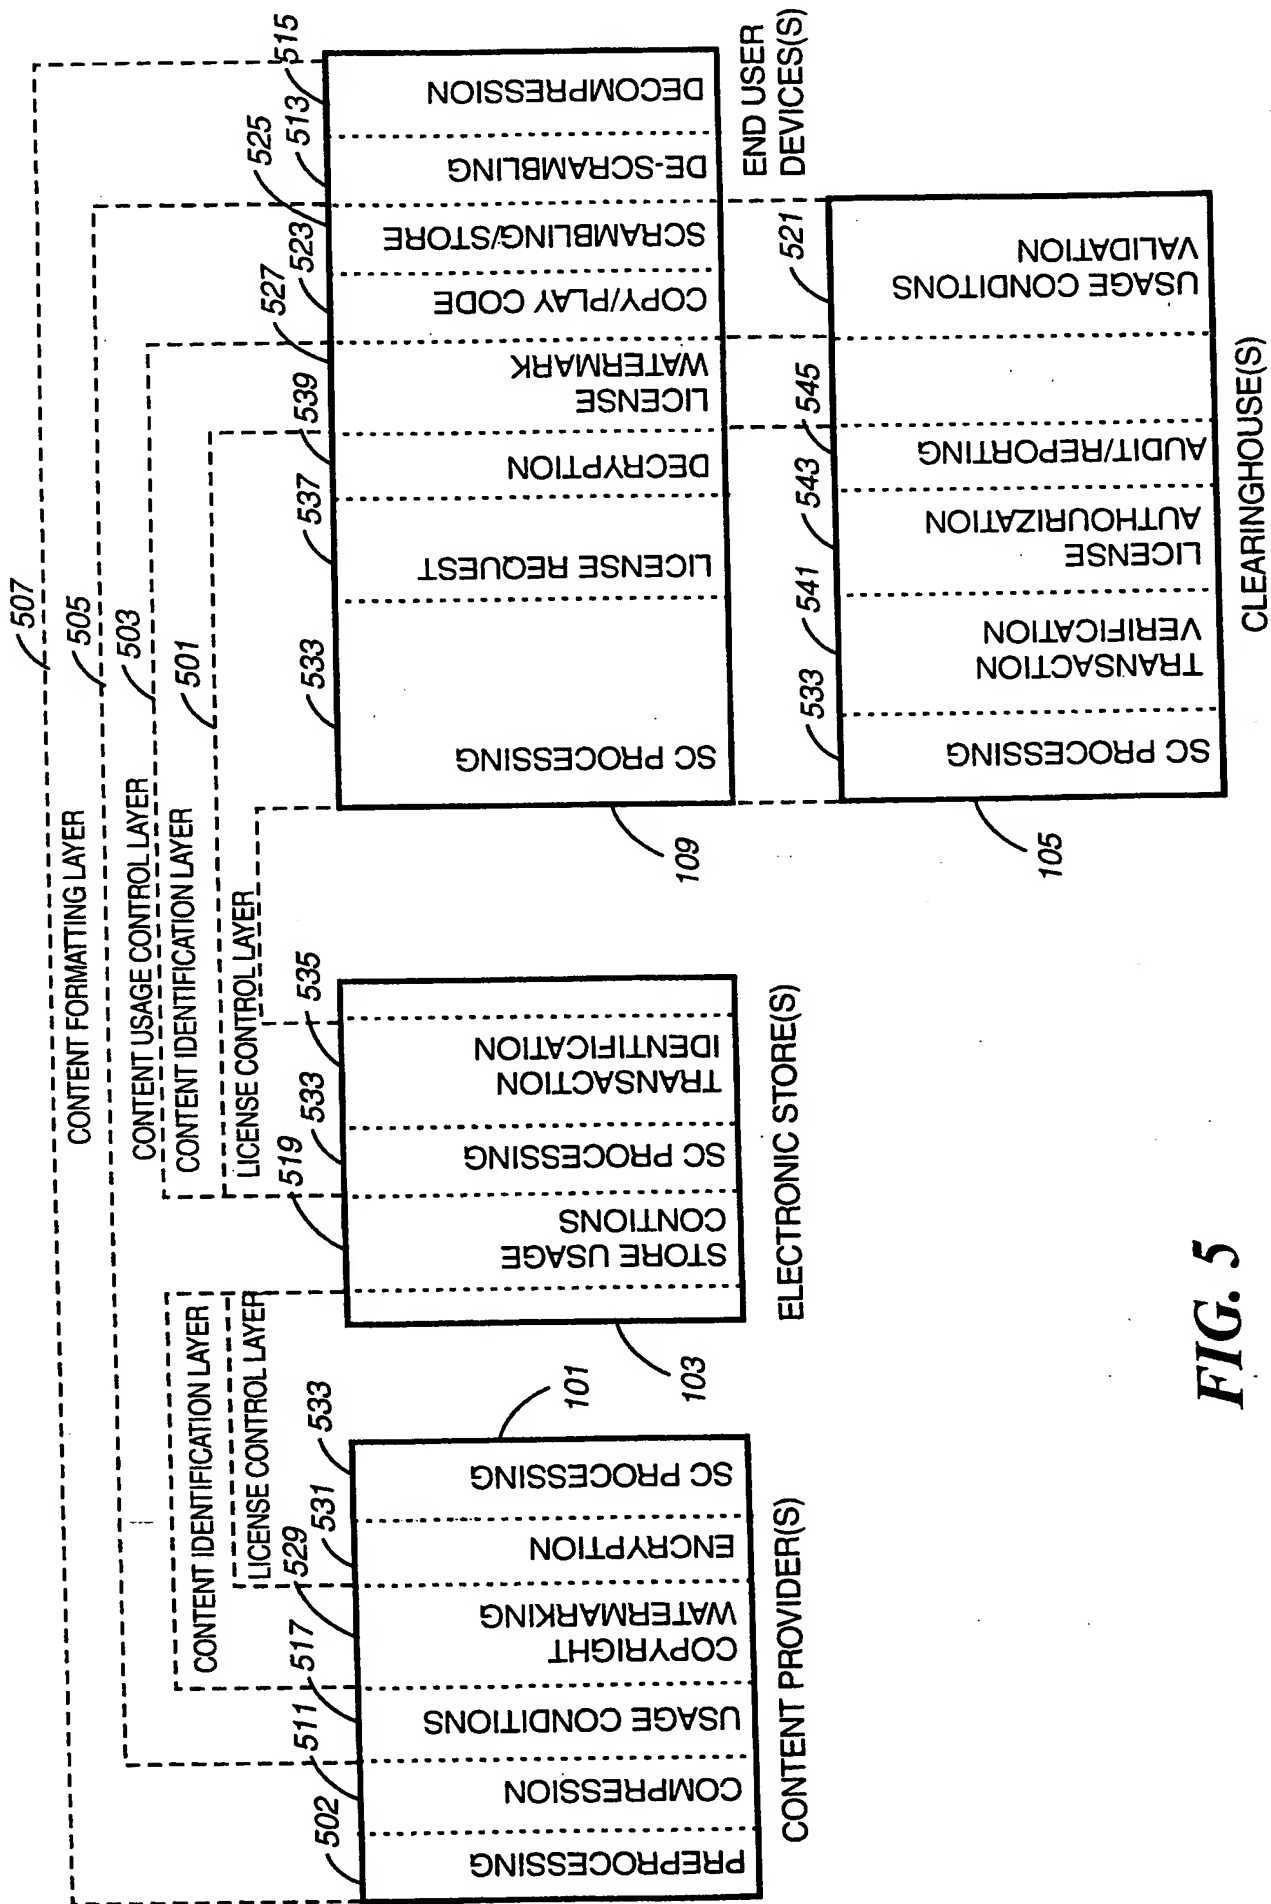 507
CONTENT FORMATTING LAYER
505
CONTENT USAGE CONTROL LAYER
503
CONTENT IDENTIFICATION LAYER
501
LICENSE CONTROL LAYER
CONTENT IDENTIFICATION LAYER
LICENSE CONTROL LAYER
502
511
517
529
531
533
PREPROCESSING
COMPRESSION
USAGE CONDITIONS
COPYRIGHT
WATERMARKING
ENCRYPTION
SC PROCESSING
101
CONTENT PROVIDER(S)
519
533
535
STORE USAGE
CONTIONS
SC PROCESSING
TRANSACTION
IDENTIFICATION
103
ELECTRONIC STORE(S)
533
537
539
527
523
525
513
515
SC PROCESSING
LICENSE REQUEST
DECRYPTION
LICENSE
WATERMARK
COPY/PLAY CODE
SCRAMBLING/STORE
DE-SCRAMBLING
DECOMPRESSION
109
END USER
DEVICES(S)
533
541
543
545
521
SC PROCESSING
TRANSACTION
VERIFICATION
LICENSE
AUTHOURIZATION
AUDIT/REPORTING
USAGE CONDITONS
VALIDATION
105
CLEARINGHOUSE(S)
FIG. 5